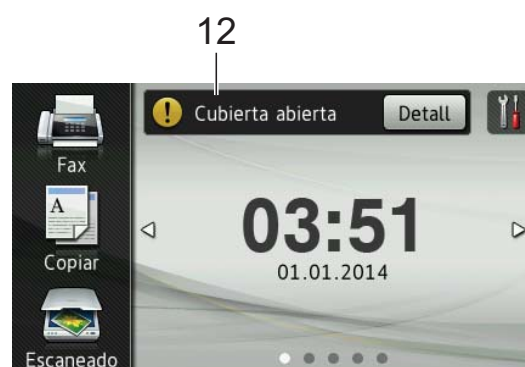 12
Cubierta abierta Detall
Fax
A
Copiar
03:51
01.01.2014
Escaneado